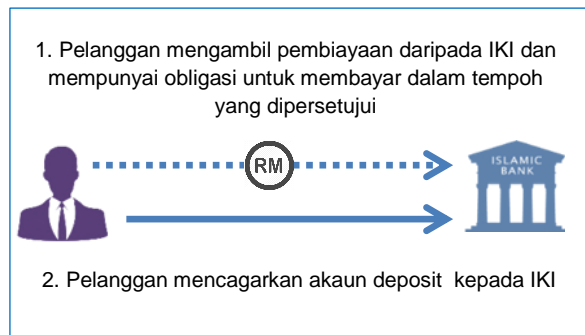 1. Pelanggan mengambil pembiayaan daripada IKI dan
mempunyai obligasi untuk membayar dalam tempoh
yang dipersetujui
RM
ISLAMIC
BANK
2. Pelanggan mencagarkan akaun deposit kepada IKI